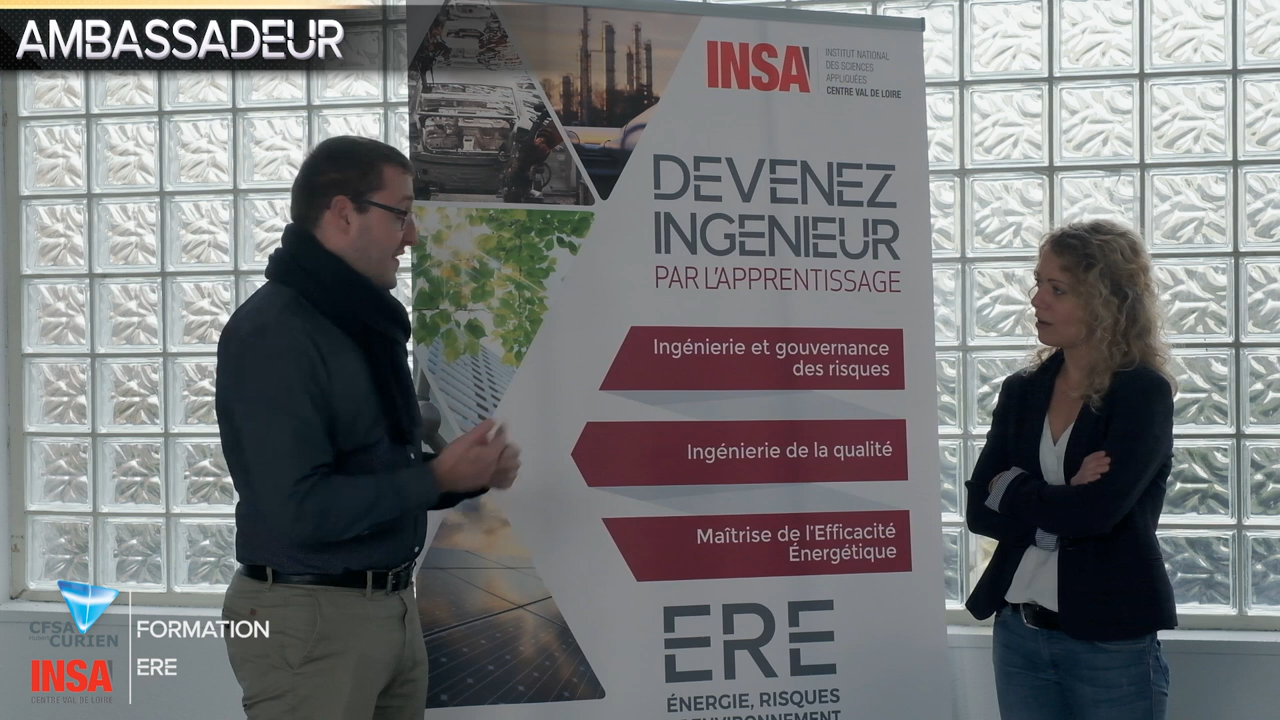 AMBASSADEUR
INSA
INSTITUT NATIONAL
DES SCIENCES
APPLIQUÉES
CENTRE VAL DE LOIRE
DEVENEZ
INGENIEUR
PAR L'APPRENTISSAGE
Ingénierie et gouvernance
des risques
Ingénierie de la qualité
Maîtrise de l'Efficacité
Énergétique
ERE
ÉNERGIE, RISQUES
ENVIRONNEMENT
CFSA
Hubert
CURIEN
INSA
CENTRE VAL DE LOIRE
FORMATION
ERE